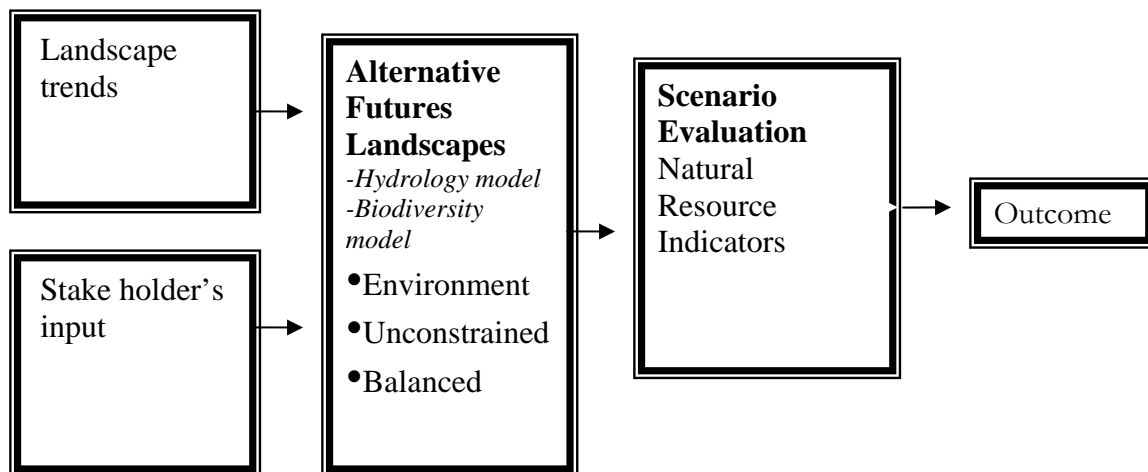 Landscape
trends
Stake holder's
input
Alternative
Futures
Landscapes
-Hydrology model
-Biodiversity
model
•Environment
•Unconstrained
•Balanced
Scenario
Evaluation
Natural
Resource
Indicators
Outcome